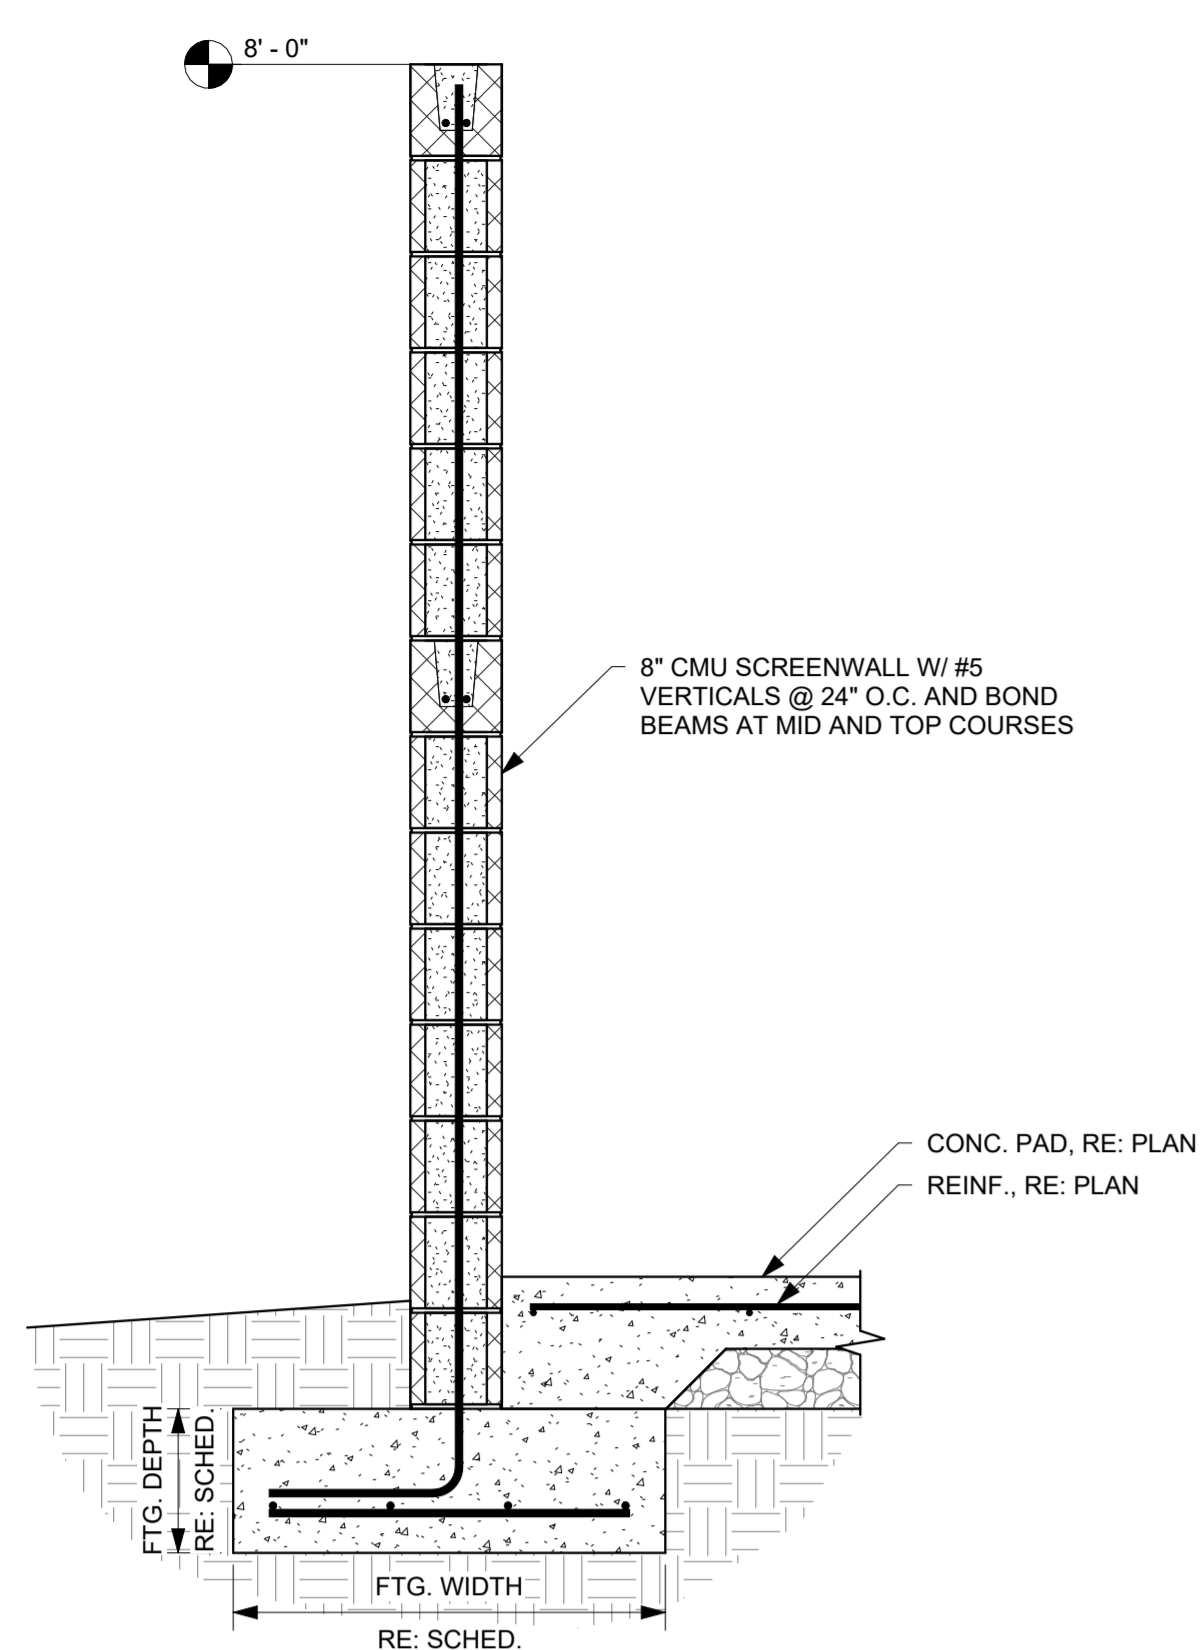 8' - 0"
8" CMU SCREENWALL W/ #5
VERTICALS @ 24" O.C. AND BOND
BEAMS AT MID AND TOP COURSES
CONC. PAD, RE: PLAN
REINF., RE: PLAN
FTG. DEPTH
RE: SCHED.
FTG. WIDTH
RE: SCHED.